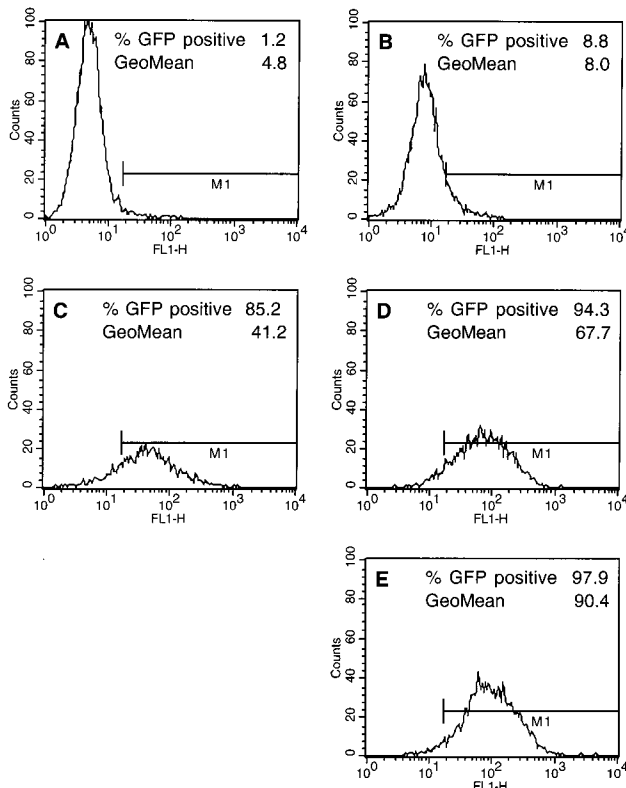 A % GFP positive 1.2
GeoMean 4.8
Counts
100
80
60
40
20
0
M1
10^0 10^1 10^2 10^3 10^4
FL1-H
B % GFP positive 8.8
GeoMean 8.0
Counts
100
80
60
40
20
0
M1
10^0 10^1 10^2 10^3 10^4
FL1-H
C % GFP positive 85.2
GeoMean 41.2
Counts
100
80
60
40
20
0
M1
10^0 10^1 10^2 10^3 10^4
FL1-H
D % GFP positive 94.3
GeoMean 67.7
Counts
100
80
60
40
20
0
M1
10^0 10^1 10^2 10^3 10^4
FL1-H
E % GFP positive 97.9
GeoMean 90.4
Counts
100
80
60
40
20
0
M1
10^0 10^1 10^2 10^3 10^4
FL1-H